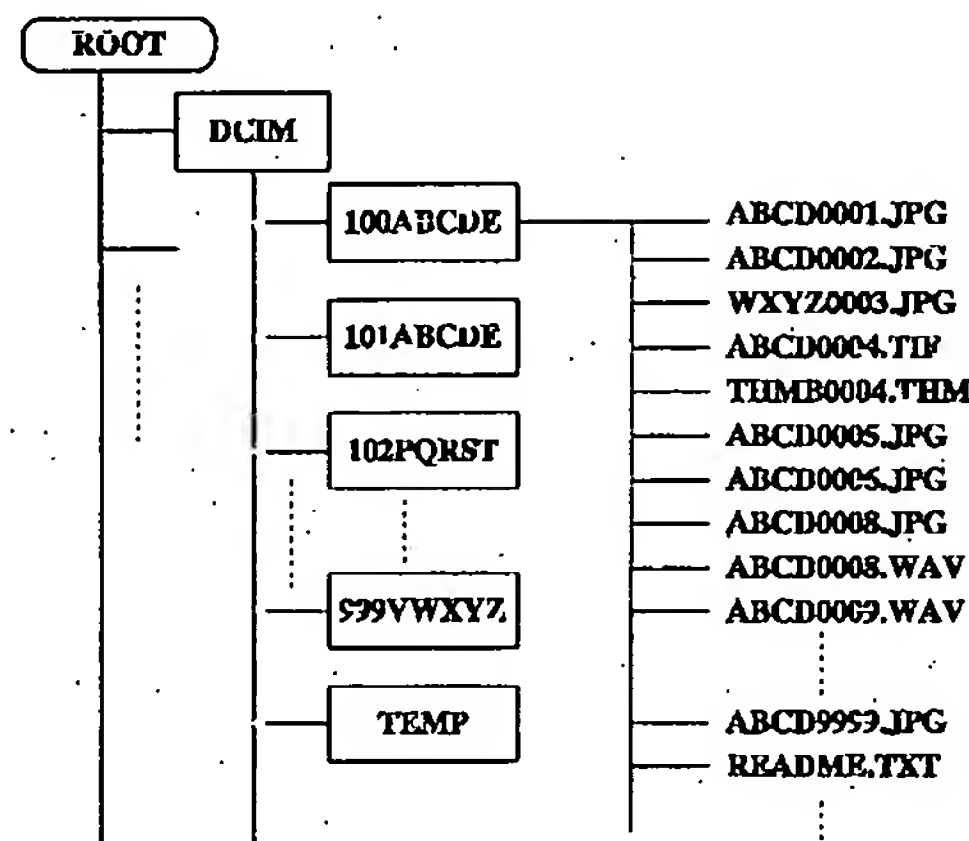 ROOT
DCIM
100ABCDE
101ABCDE
102PQRST
999VWXYZ
TEMP
ABCD0001.JPG
ABCD0002.JPG
WXYZ0003.JPG
ABCD0004.TIF
THMB0004.THM
ABCD0005.JPG
ABCD0006.JPG
ABCD0008.JPG
ABCD0008.WAV
ABCD0009.WAV
ABCD9999.JPG
README.TXT